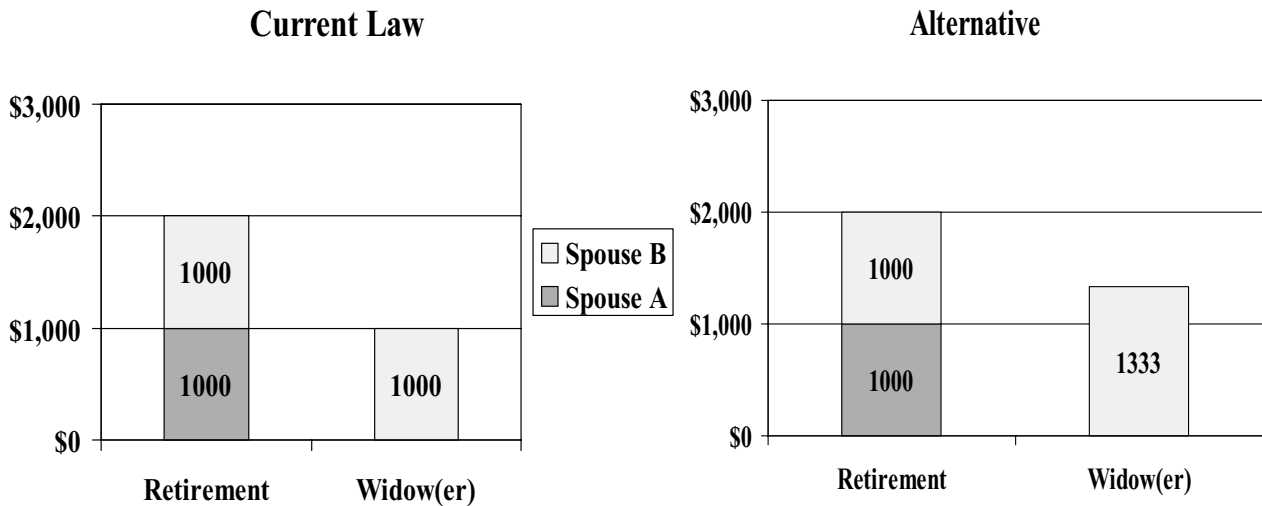 Current Law
$3,000
$2,000
$1,000
$0
1000
1000
1000
Retirement
Widow(er)
Spouse B
Spouse A
Alternative
$3,000
$2,000
$1,000
$0
1000
1000
1333
Retirement
Widow(er)